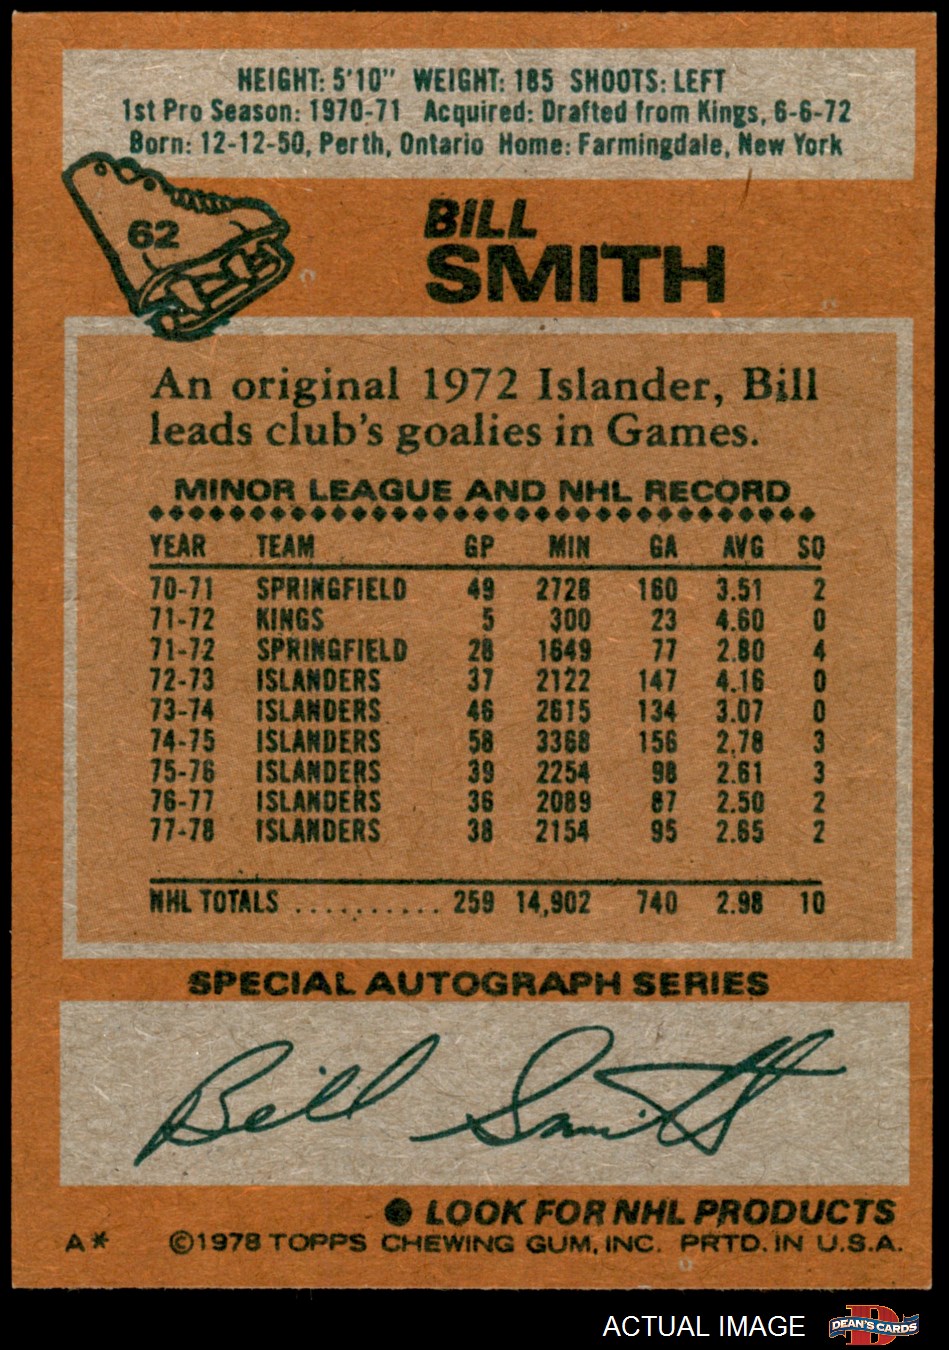 HEIGHT: 5'10" WEIGHT: 185 SHOOTS: LEFT
1st Pro Season: 1970-71 Acquired: Drafted from Kings, 6-6-72
Born: 12-12-50, Perth, Ontario Home: Farmingdale, New York
62
BILL
SMITH
An original 1972 Islander, Bill
leads club's goalies in Games.
MINOR LEAGUE AND NHL RECORD
YEAR TEAM GP MIN GA AVG SO
70-71 SPRINGFIELD 49 2728 160 3.51 2
71-72 KINGS 5 300 23 4.60 0
71-72 SPRINGFIELD 28 1649 77 2.80 4
72-73 ISLANDERS 37 2122 147 4.16 0
73-74 ISLANDERS 46 2615 134 3.07 0
74-75 ISLANDERS 58 3368 156 2.78 3
75-76 ISLANDERS 39 2254 98 2.61 3
76-77 ISLANDERS 36 2089 87 2.50 2
77-78 ISLANDERS 38 2154 95 2.65 2
NHL TOTALS .......... 259 14,902 740 2.98 10
SPECIAL AUTOGRAPH SERIES
Bill Smith
LOOK FOR NHL PRODUCTS
A* ©1978 TOPPS CHEWING GUM, INC. PRTD. IN U.S.A.
ACTUAL IMAGE D DEAN'S CARDS